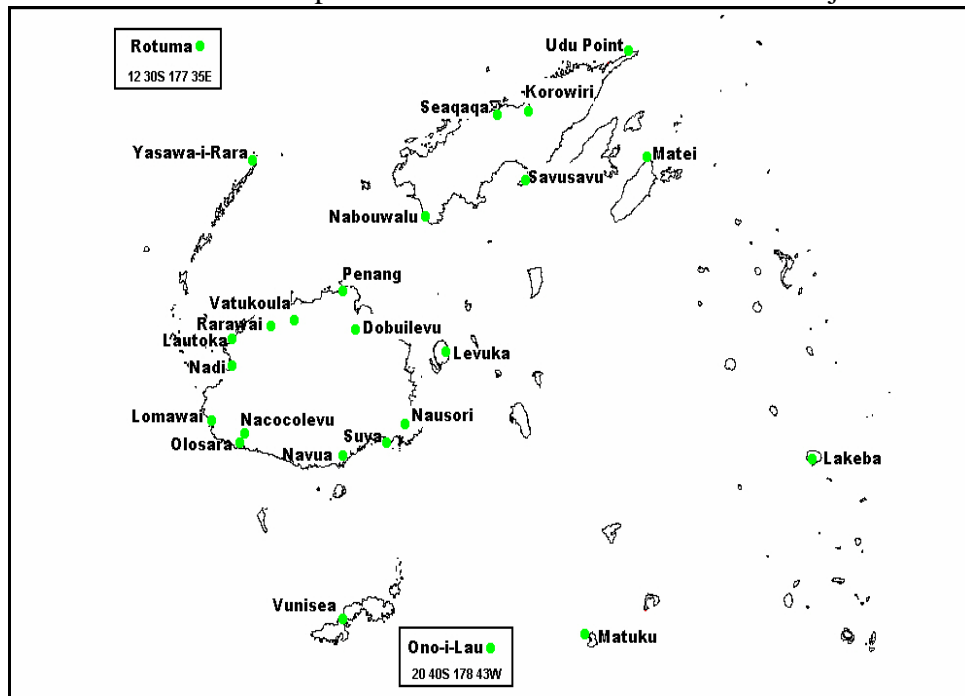 Rotuma
12 30S 177 35E
Udu Point
Korowiri
Seaqaqa
Yasawa-i-Rara
Matei
Savusavu
Nabouwalu
Penang
Vatukoula
Rarawai
Dobuilevu
Lautoka
Levuka
Nadi
Lomawai
Nacocolevu
Nausori
Olosara
Suva
Navua
Lakeba
Vunisea
Ono-i-Lau
20 40S 178 43W
Matuku